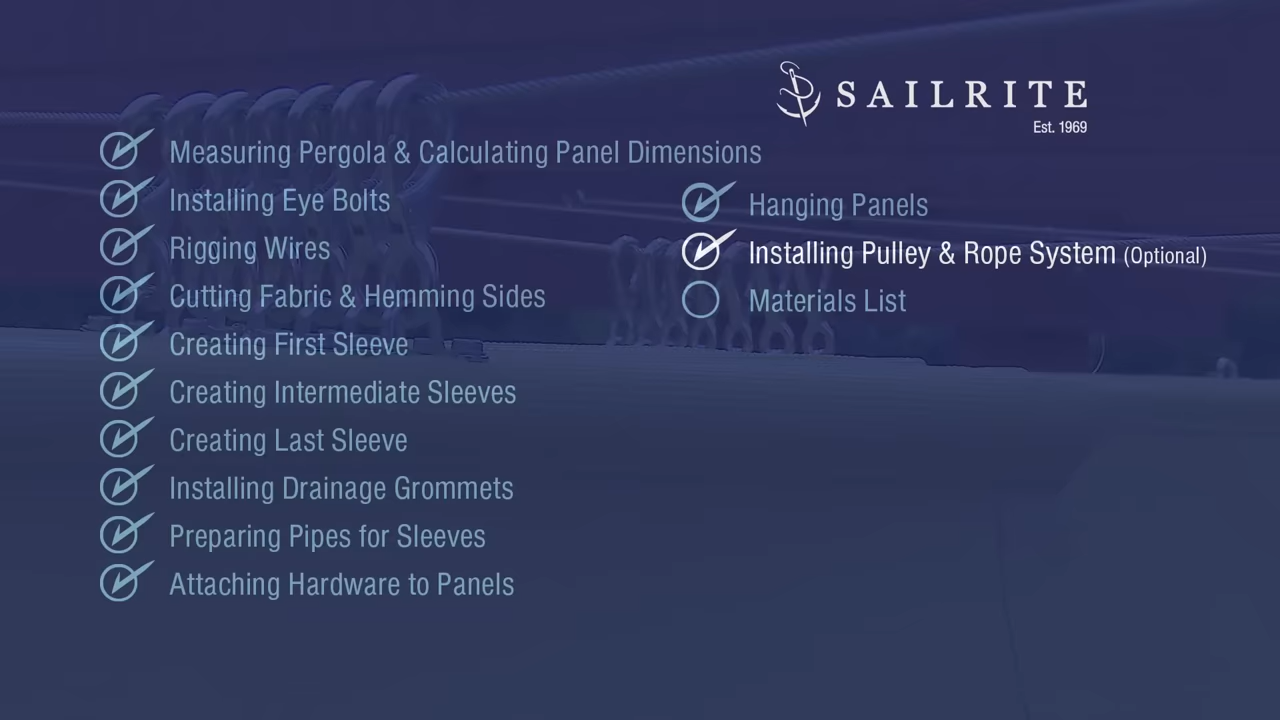 SAILRITE
Est. 1969
Measuring Pergola & Calculating Panel Dimensions
Installing Eye Bolts
Rigging Wires
Cutting Fabric & Hemming Sides
Creating First Sleeve
Creating Intermediate Sleeves
Creating Last Sleeve
Installing Drainage Grommets
Preparing Pipes for Sleeves
Attaching Hardware to Panels
Hanging Panels
Installing Pulley & Rope System (Optional)
Materials List